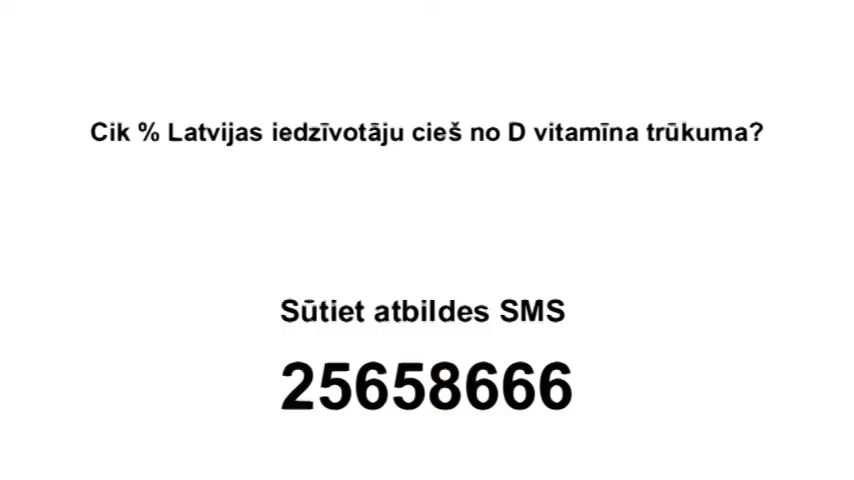 Cik % Latvijas iedzīvotāju cieš no D vitamīna trūkuma?
Sūtiet atbildes SMS
25658666